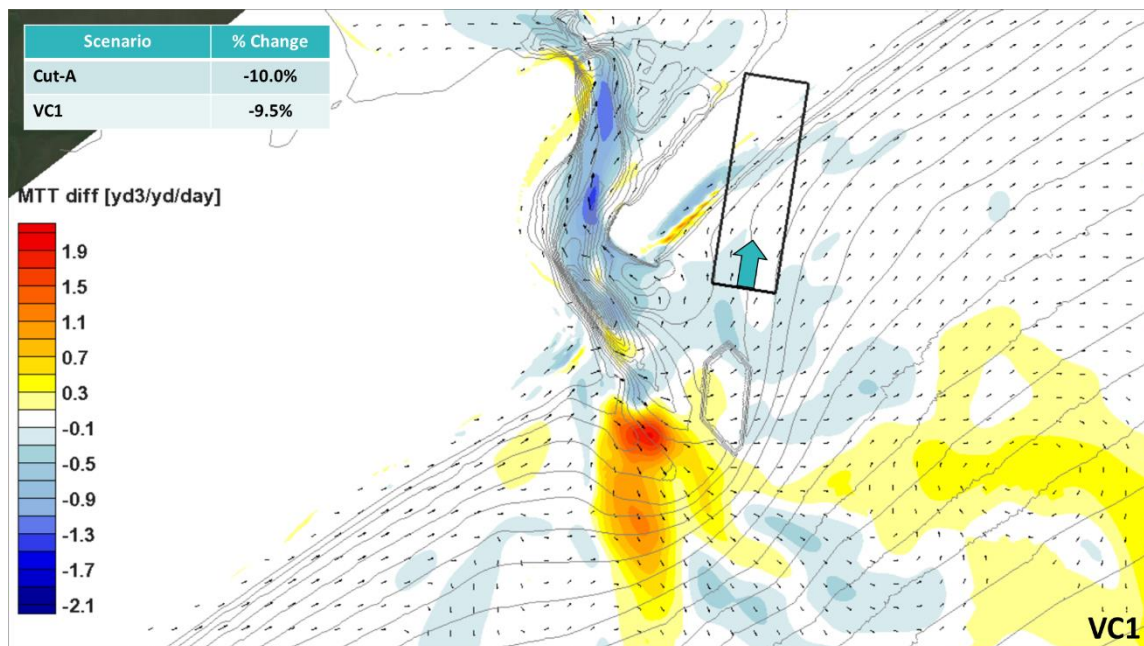 Scenario % Change
Cut-A -10.0%
VC1 -9.5%
MTT diff [yd3/yd/day]
1.9
1.5
1.1
0.7
0.3
-0.1
-0.5
-0.9
-1.3
-1.7
-2.1
VC1